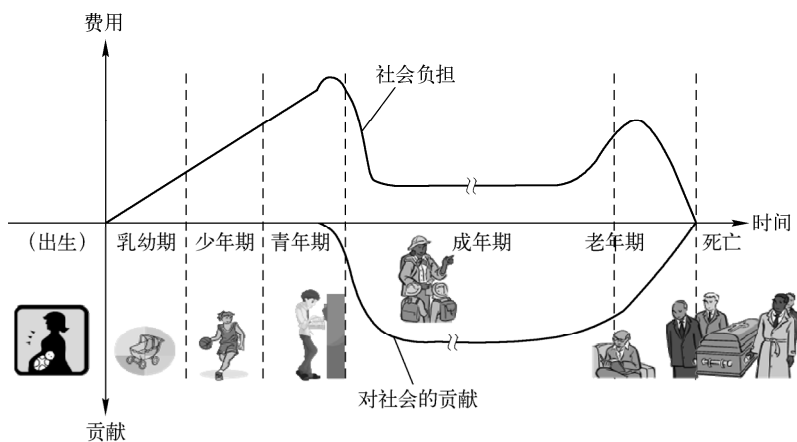 费用
社会负担
时间
(出生)
乳幼期
少年期
青年期
成年期
老年期
死亡
对社会的贡献
贡献